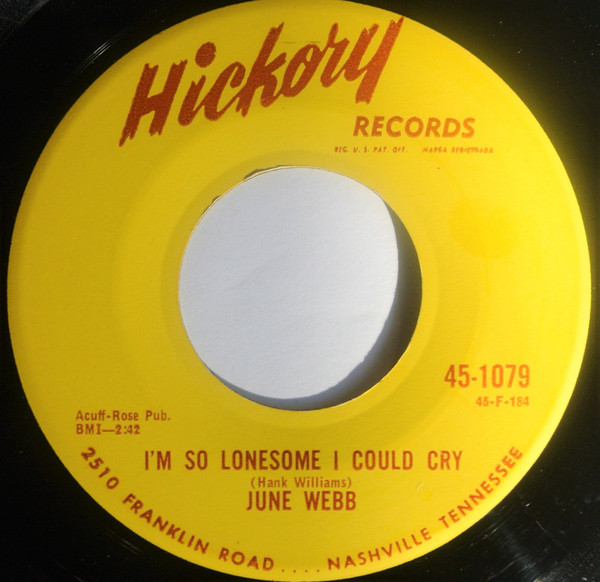 Hickory
RECORDS
REG. U. S. PAT. OFF. MARCA REGISTRADA
45-1079
45-F-184
Acuff-Rose Pub.
BMI—2:42
I'M SO LONESOME I COULD CRY
(Hank Williams)
JUNE WEBB
2510 FRANKLIN ROAD .... NASHVILLE TENNESSEE